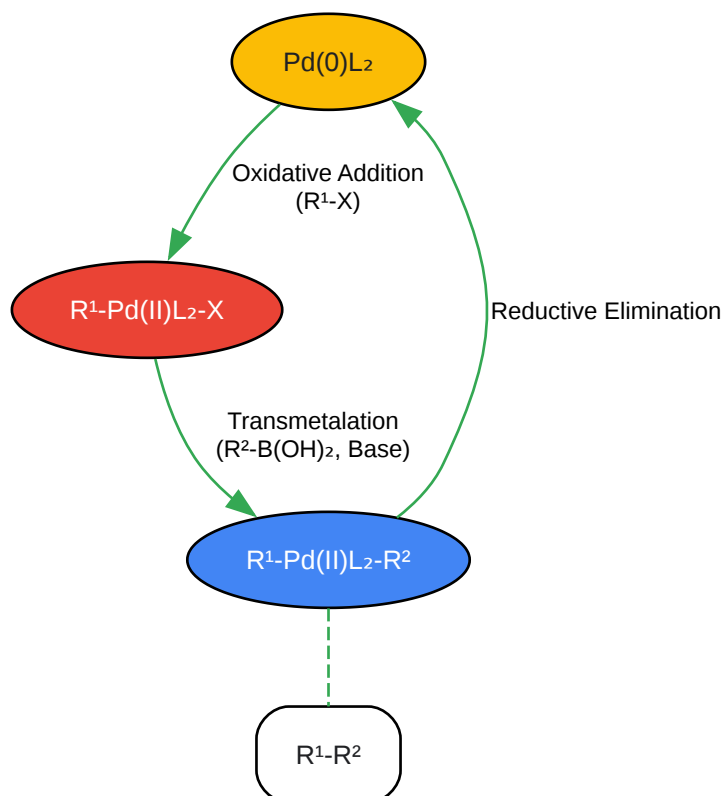 Pd(0)L₂
Oxidative Addition
(R¹-X)
R¹-Pd(II)L₂-X
Reductive Elimination
Transmetalation
(R²-B(OH)₂, Base)
R¹-Pd(II)L₂-R²
R¹-R²